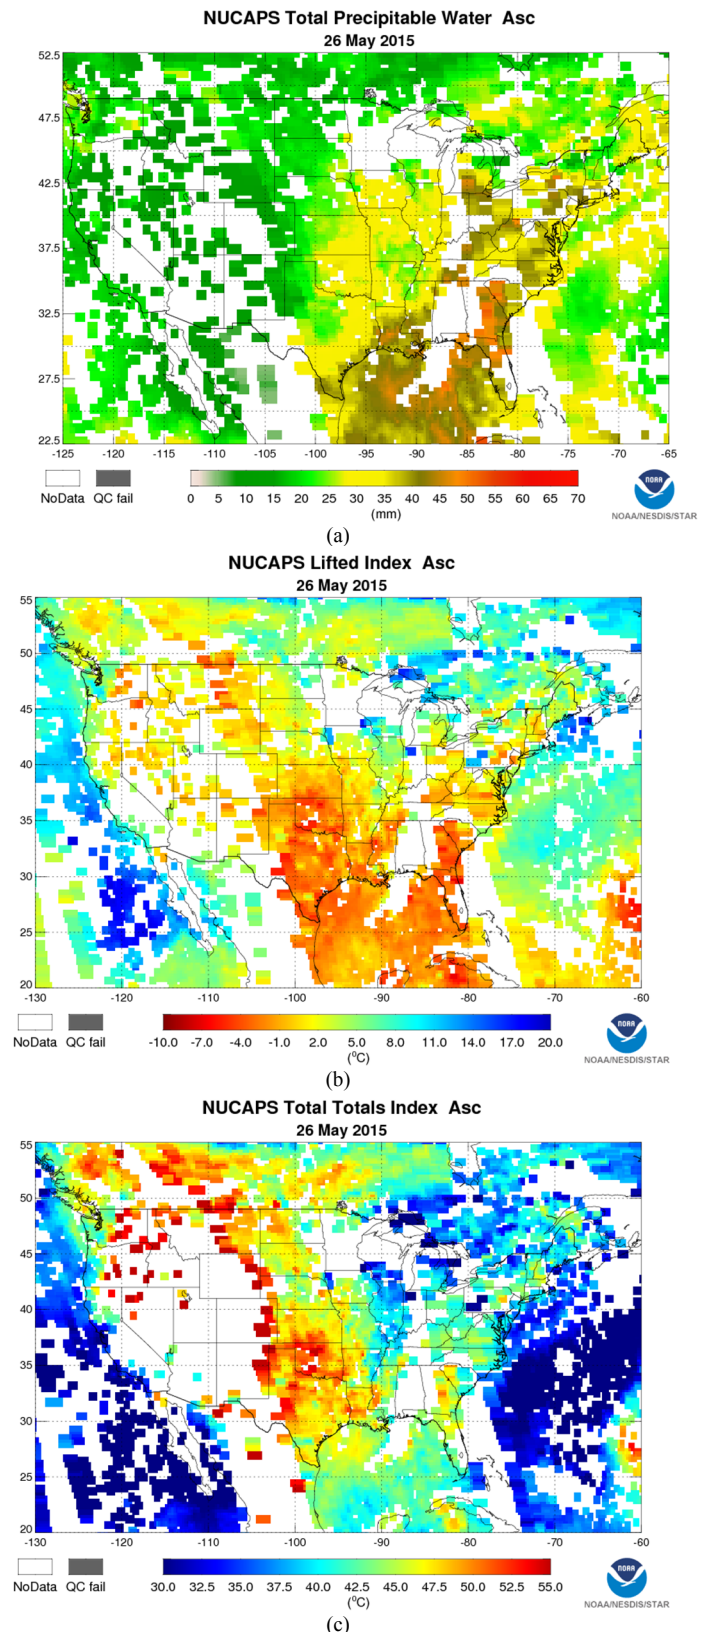 NUCAPS Total Precipitable Water Asc
26 May 2015
52.5
47.5
42.5
37.5
32.5
27.5
22.5
-125 -120 -115 -110 -105 -100 -95 -90 -85 -80 -75 -70 -65
NoData QC fail
0 5 10 15 20 25 30 35 40 45 50 55 60 65 70
(mm)
NOAA
NOAA/NESDIS/STAR
(a)
NUCAPS Lifted Index Asc
26 May 2015
55
50
45
40
35
30
25
20
-130 -120 -110 -100 -90 -80 -70 -60
NoData QC fail
-10.0 -7.0 -4.0 -1.0 2.0 5.0 8.0 11.0 14.0 17.0 20.0
(°C)
NOAA
NOAA/NESDIS/STAR
(b)
NUCAPS Total Totals Index Asc
26 May 2015
55
50
45
40
35
30
25
20
-130 -120 -110 -100 -90 -80 -70 -60
NoData QC fail
30.0 32.5 35.0 37.5 40.0 42.5 45.0 47.5 50.0 52.5 55.0
(°C)
NOAA
NOAA/NESDIS/STAR
(c)